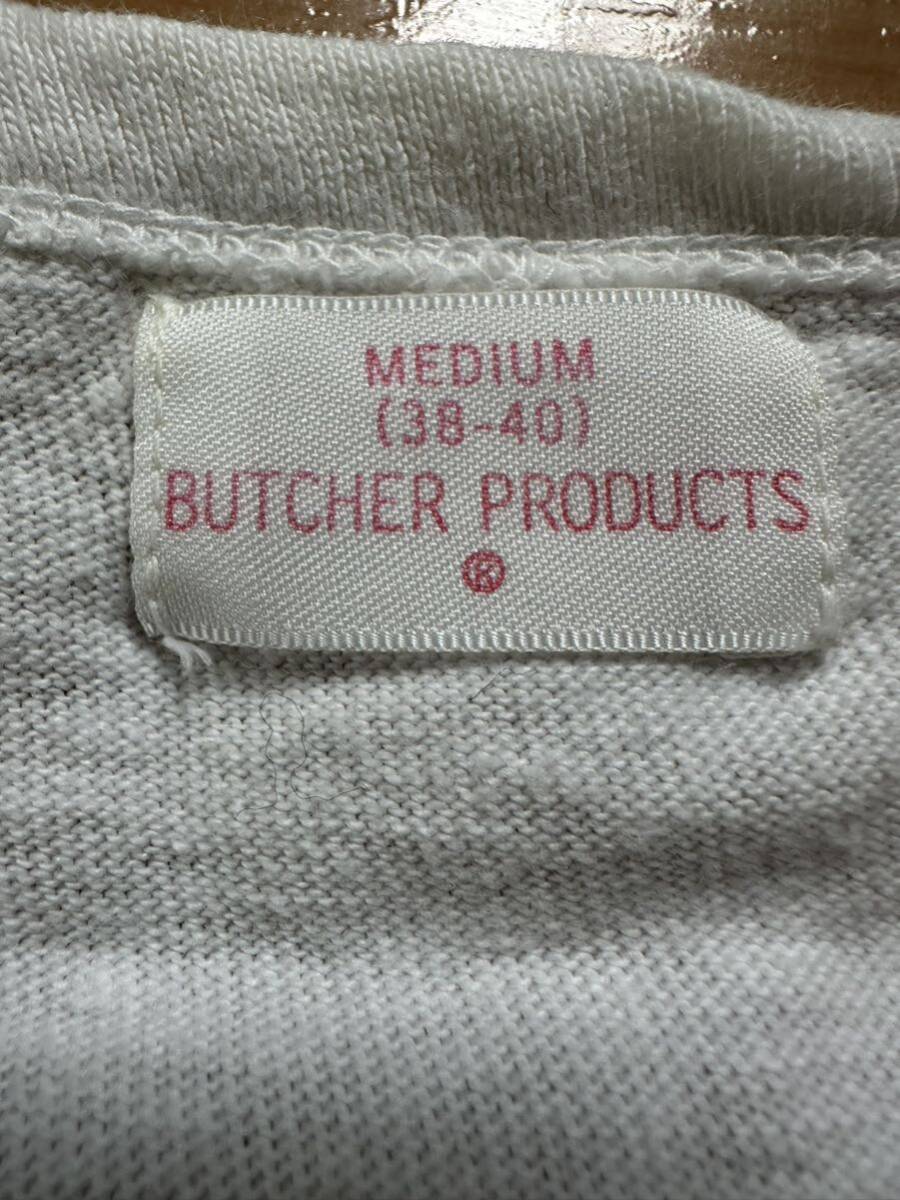 MEDIUM
(38-40)
BUTCHER PRODUCTS
®